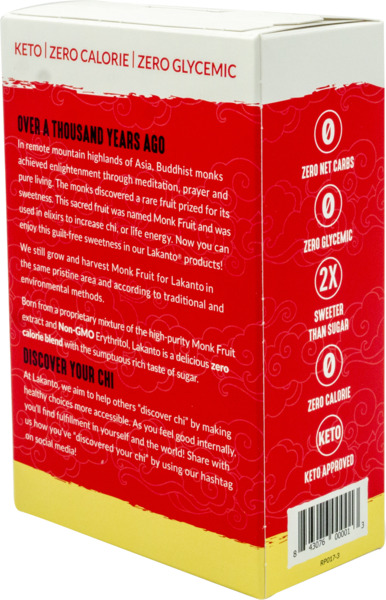 KETO | ZERO CALORIE | ZERO GLYCEMIC
OVER A THOUSAND YEARS AGO
In remote mountain highlands of Asia, Buddhist monks
achieved enlightenment through meditation, prayer and
pure living. The monks discovered a rare fruit prized for its
sweetness. This sacred fruit was named Monk Fruit and was
used in elixirs to increase chi, or life energy. Now you can
enjoy this guilt-free sweetness in our Lakanto® products!
We still grow and harvest Monk Fruit for Lakanto in
the same pristine area and according to traditional and
environmental methods.
Born from a proprietary mixture of the high-purity Monk Fruit
extract and Non-GMO Erythritol, Lakanto is a delicious zero
calorie blend with the sumptuous rich taste of sugar.
DISCOVER YOUR CHI
At Lakanto, we aim to help others "discover chi" by making
healthy choices more accessible. As you feel good internally,
you'll find fulfillment in yourself and the world! Share with
us how you've "discovered your chi" by using our hashtag
on social media!
0
ZERO NET CARBS
0
ZERO GLYCEMIC
2X
SWEETER
THAN SUGAR
0
ZERO CALORIE
KETO
KETO APPROVED
8 43076 00001 3
RP017-3